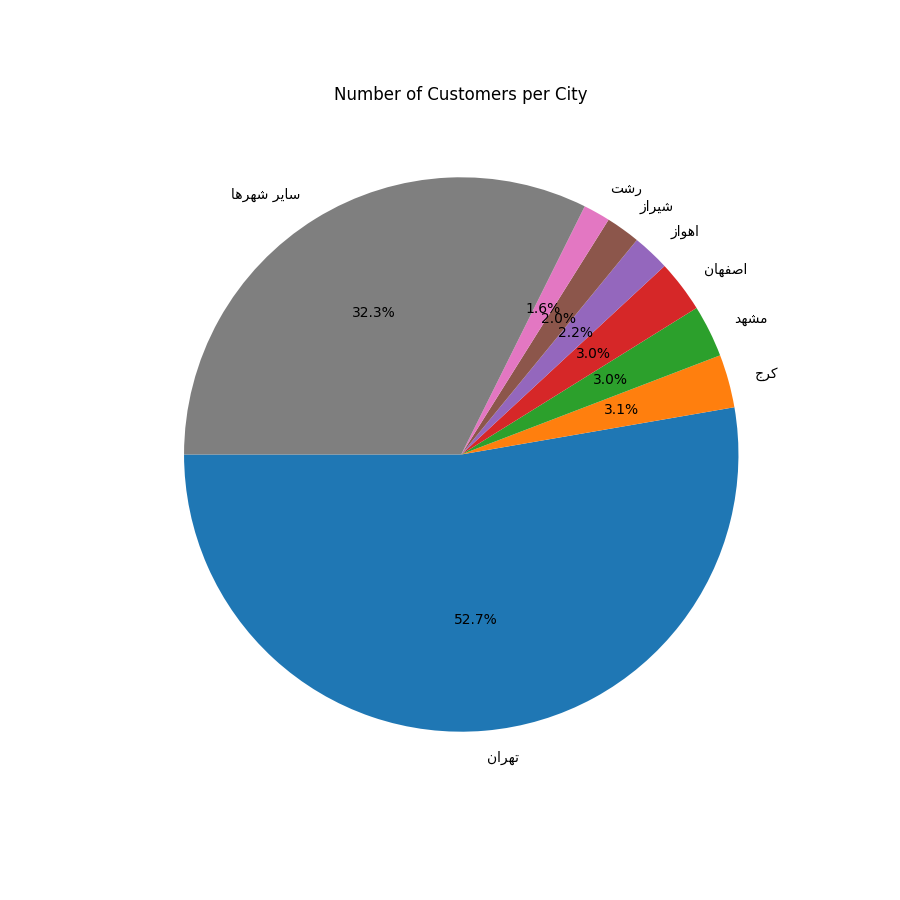 Number of Customers per City
رشت
سایر شهرها
شیراز
اهواز
اصفهان
1.6%
32.3%
2.0%
مشهد
2.2%
3.0%
کرج
3.0%
3.1%
52.7%
تهران